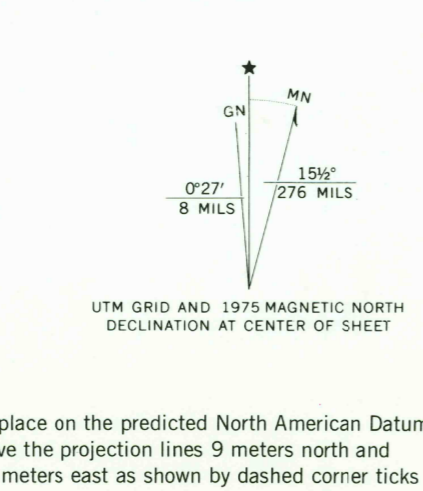 ★
MN
GN
15½°
276 MILS
0°27′
8 MILS
UTM GRID AND 1975 MAGNETIC NORTH
DECLINATION AT CENTER OF SHEET
place on the predicted North American Datum
ve the projection lines 9 meters north and
meters east as shown by dashed corner ticks